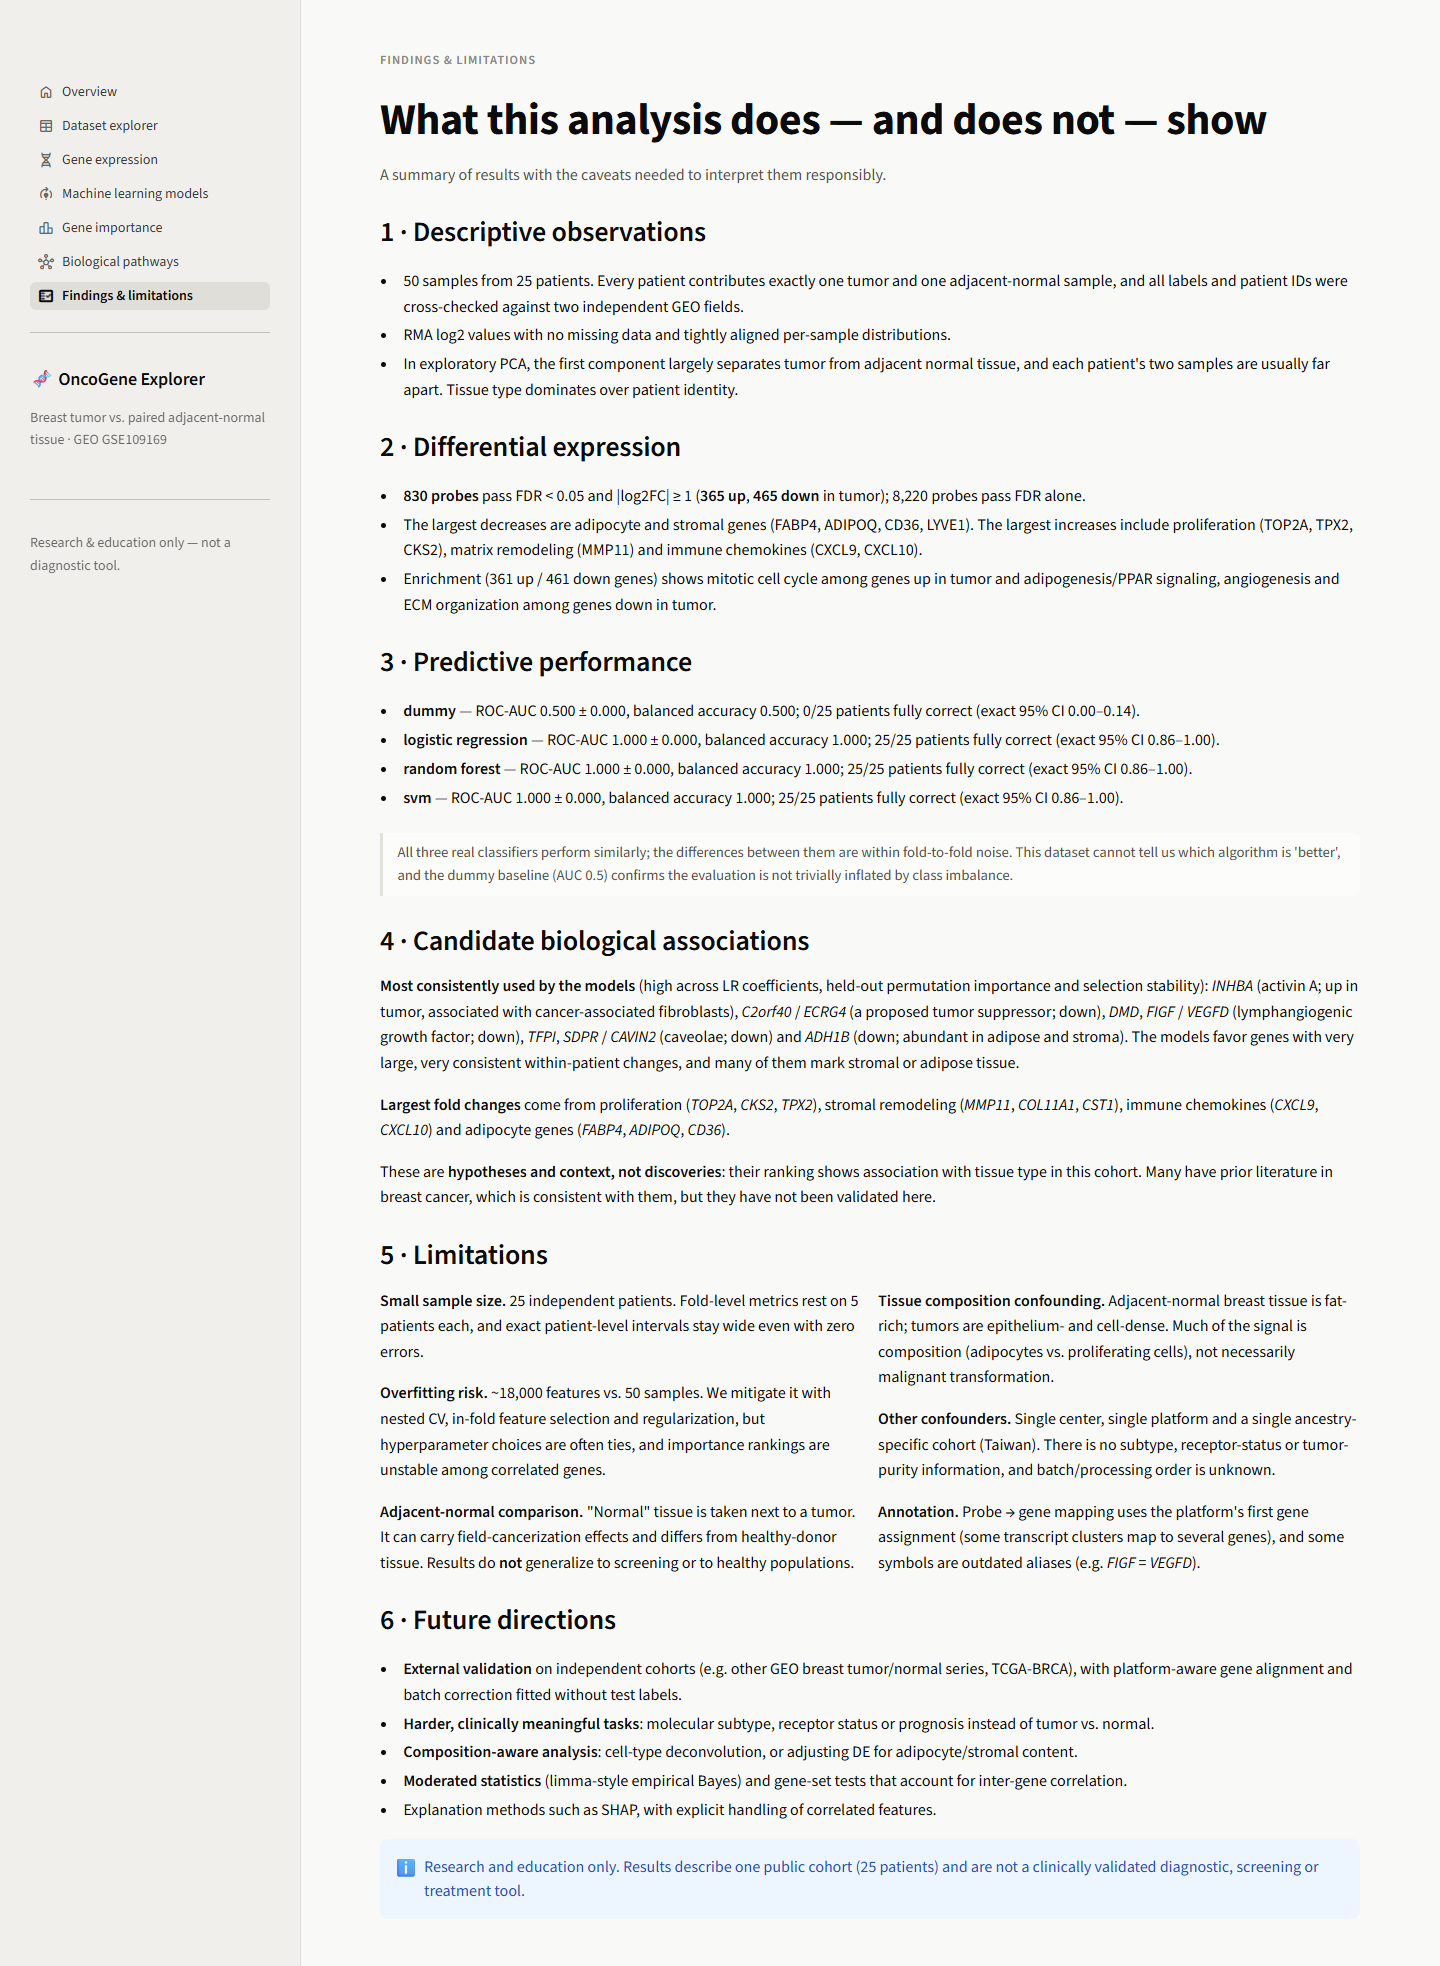 Overview
Dataset explorer
Gene expression
Machine learning models
Gene importance
Biological pathways
Findings & limitations
OncoGene Explorer
Breast tumor vs. paired adjacent-normal
tissue · GEO GSE109169
Research & education only — not a
diagnostic tool.
FINDINGS & LIMITATIONS
What this analysis does — and does not — show
A summary of results with the caveats needed to interpret them responsibly.
1 · Descriptive observations
• 50 samples from 25 patients. Every patient contributes exactly one tumor and one adjacent-normal sample, and all labels and patient IDs were
cross-checked against two independent GEO fields.
• RMA log2 values with no missing data and tightly aligned per-sample distributions.
• In exploratory PCA, the first component largely separates tumor from adjacent normal tissue, and each patient's two samples are usually far
apart. Tissue type dominates over patient identity.
2 · Differential expression
• 830 probes pass FDR < 0.05 and |log2FC| ≥ 1 (365 up, 465 down in tumor); 8,220 probes pass FDR alone.
• The largest decreases are adipocyte and stromal genes (FABP4, ADIPOQ, CD36, LYVE1). The largest increases include proliferation (TOP2A, TPX2,
CKS2), matrix remodeling (MMP11) and immune chemokines (CXCL9, CXCL10).
• Enrichment (361 up / 461 down genes) shows mitotic cell cycle among genes up in tumor and adipogenesis/PPAR signaling, angiogenesis and
ECM organization among genes down in tumor.
3 · Predictive performance
• dummy — ROC-AUC 0.500 ± 0.000, balanced accuracy 0.500; 0/25 patients fully correct (exact 95% CI 0.00–0.14).
• logistic regression — ROC-AUC 1.000 ± 0.000, balanced accuracy 1.000; 25/25 patients fully correct (exact 95% CI 0.86–1.00).
• random forest — ROC-AUC 1.000 ± 0.000, balanced accuracy 1.000; 25/25 patients fully correct (exact 95% CI 0.86–1.00).
• svm — ROC-AUC 1.000 ± 0.000, balanced accuracy 1.000; 25/25 patients fully correct (exact 95% CI 0.86–1.00).
All three real classifiers perform similarly; the differences between them are within fold-to-fold noise. This dataset cannot tell us which algorithm is 'better',
and the dummy baseline (AUC 0.5) confirms the evaluation is not trivially inflated by class imbalance.
4 · Candidate biological associations
Most consistently used by the models (high across LR coefficients, held-out permutation importance and selection stability): INHBA (activin A; up in
tumor, associated with cancer-associated fibroblasts), C2orf40 / ECRG4 (a proposed tumor suppressor; down), DMD, FIGF / VEGFD (lymphangiogenic
growth factor; down), TFPI, SDPR / CAVIN2 (caveolae; down) and ADH1B (down; abundant in adipose and stroma). The models favor genes with very
large, very consistent within-patient changes, and many of them mark stromal or adipose tissue.
Largest fold changes come from proliferation (TOP2A, CKS2, TPX2), stromal remodeling (MMP11, COL11A1, CST1), immune chemokines (CXCL9,
CXCL10) and adipocyte genes (FABP4, ADIPOQ, CD36).
These are hypotheses and context, not discoveries: their ranking shows association with tissue type in this cohort. Many have prior literature in
breast cancer, which is consistent with them, but they have not been validated here.
5 · Limitations
Small sample size. 25 independent patients. Fold-level metrics rest on 5
patients each, and exact patient-level intervals stay wide even with zero
errors.
Overfitting risk. ~18,000 features vs. 50 samples. We mitigate it with
nested CV, in-fold feature selection and regularization, but
hyperparameter choices are often ties, and importance rankings are
unstable among correlated genes.
Adjacent-normal comparison. "Normal" tissue is taken next to a tumor.
It can carry field-cancerization effects and differs from healthy-donor
tissue. Results do not generalize to screening or to healthy populations.
Tissue composition confounding. Adjacent-normal breast tissue is fat-
rich; tumors are epithelium- and cell-dense. Much of the signal is
composition (adipocytes vs. proliferating cells), not necessarily
malignant transformation.
Other confounders. Single center, single platform and a single ancestry-
specific cohort (Taiwan). There is no subtype, receptor-status or tumor-
purity information, and batch/processing order is unknown.
Annotation. Probe → gene mapping uses the platform's first gene
assignment (some transcript clusters map to several genes), and some
symbols are outdated aliases (e.g. FIGF = VEGFD).
6 · Future directions
• External validation on independent cohorts (e.g. other GEO breast tumor/normal series, TCGA-BRCA), with platform-aware gene alignment and
batch correction fitted without test labels.
• Harder, clinically meaningful tasks: molecular subtype, receptor status or prognosis instead of tumor vs. normal.
• Composition-aware analysis: cell-type deconvolution, or adjusting DE for adipocyte/stromal content.
• Moderated statistics (limma-style empirical Bayes) and gene-set tests that account for inter-gene correlation.
• Explanation methods such as SHAP, with explicit handling of correlated features.
Research and education only. Results describe one public cohort (25 patients) and are not a clinically validated diagnostic, screening or
treatment tool.